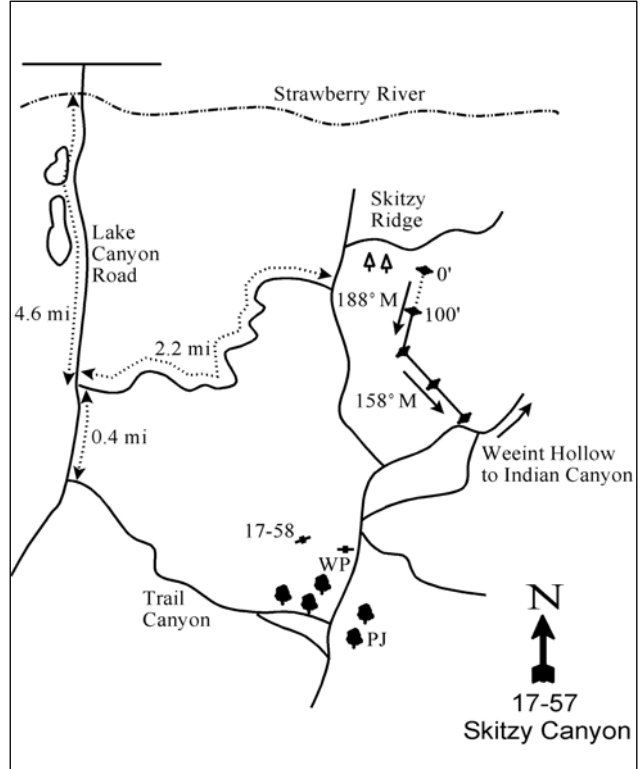 Strawberry River
Skitzy
Ridge
Lake
Canyon
Road
0'
188° M
100'
4.6 mi
2.2 mi
158° M
0.4 mi
Weeint Hollow
to Indian Canyon
17-58
WP
Trail
Canyon
PJ
N
17-57
Skitzy Canyon